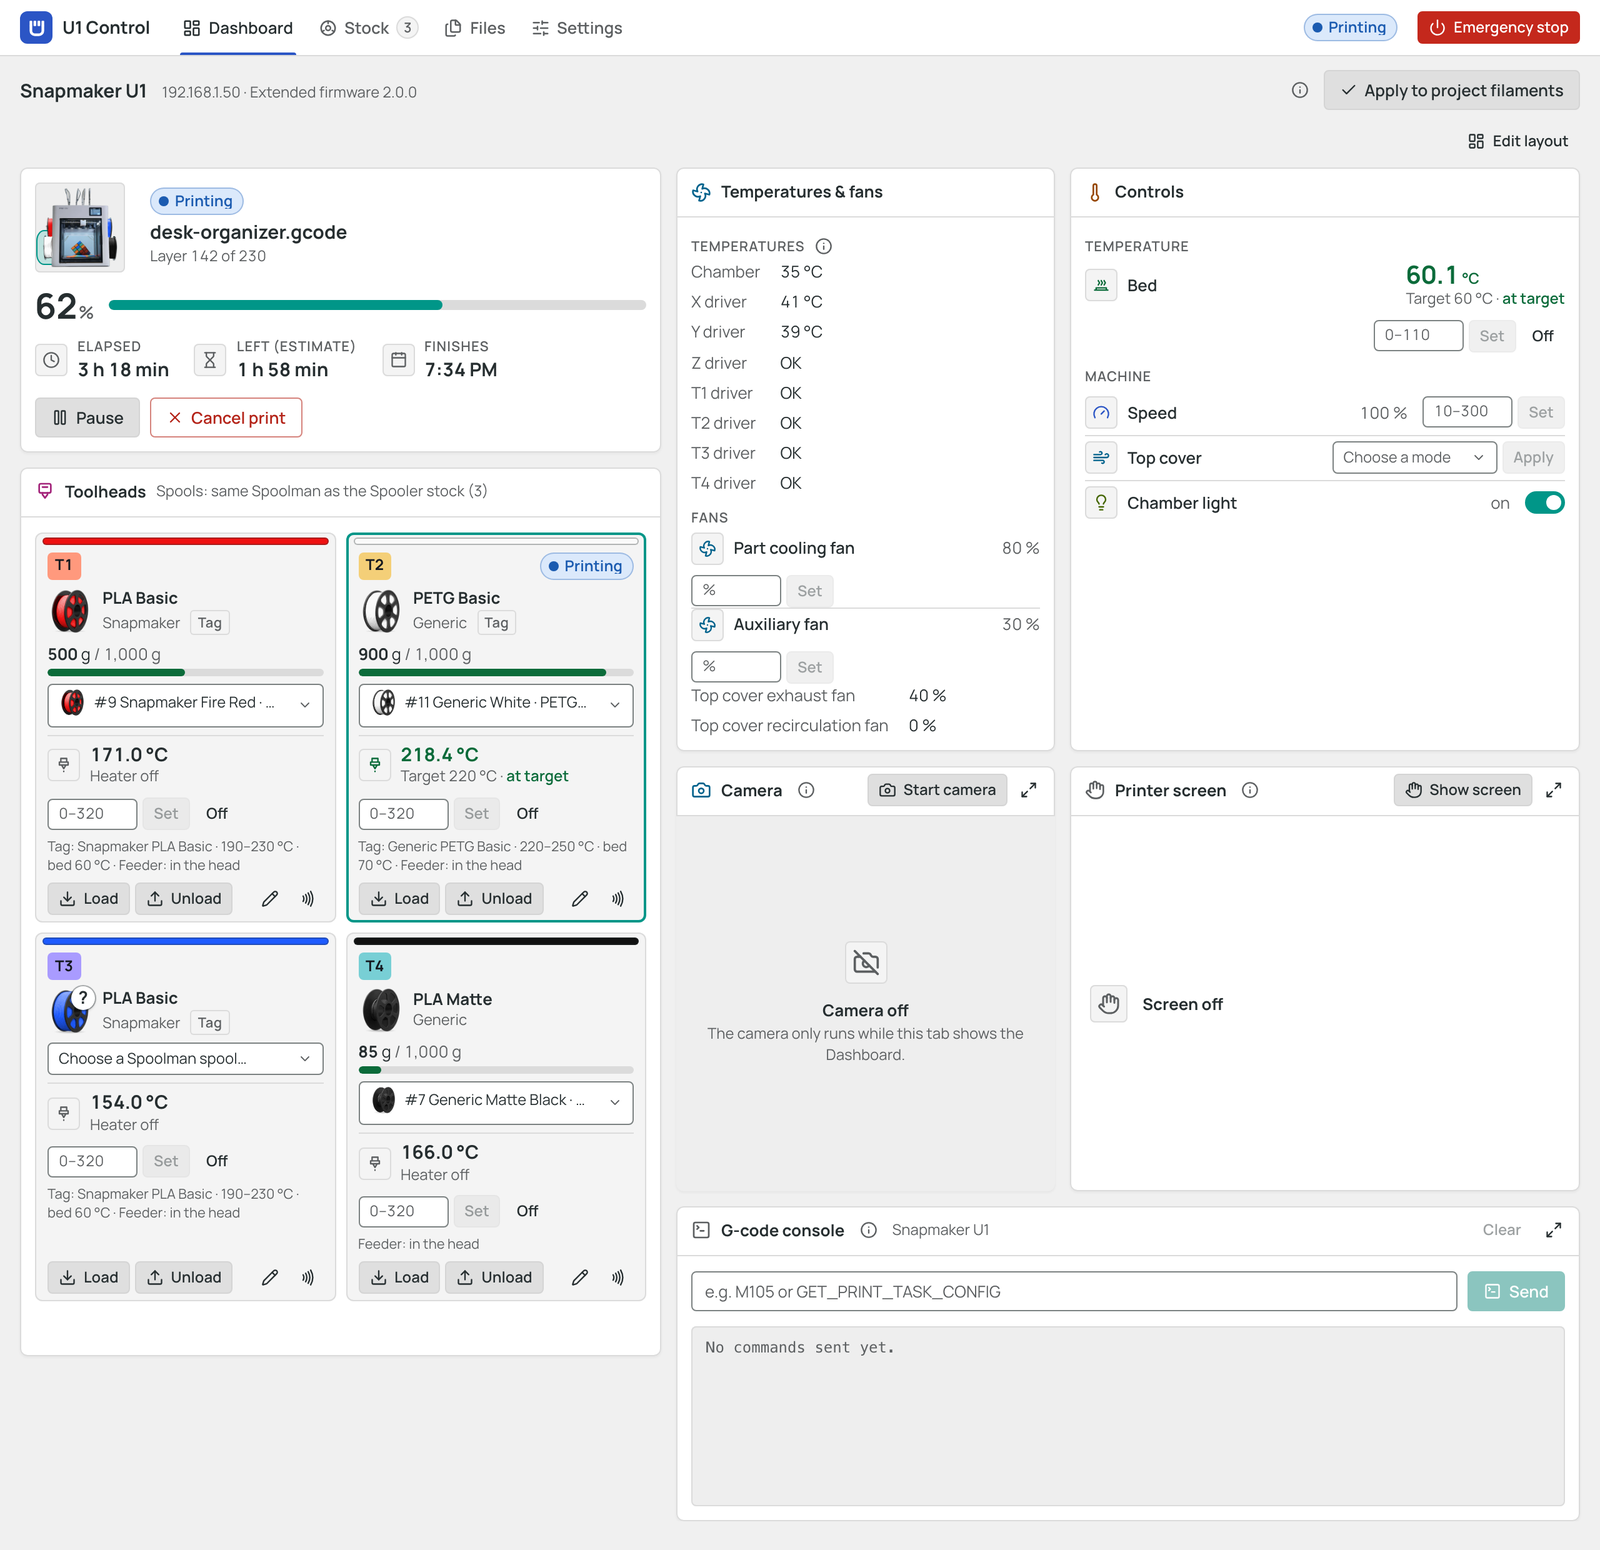 U1 Control
Dashboard
Stock 3
Files
Settings
Printing
Emergency stop
Snapmaker U1
192.168.1.50 · Extended firmware 2.0.0
Apply to project filaments
Edit layout
Printing
desk-organizer.gcode
Layer 142 of 230
62%
ELAPSED
3 h 18 min
LEFT (ESTIMATE)
1 h 58 min
FINISHES
7:34 PM
Pause
Cancel print
Toolheads
Spools: same Spoolman as the Spooler stock (3)
T1
PLA Basic
Snapmaker Tag
500 g / 1,000 g
#9 Snapmaker Fire Red · ...
171.0 °C
Heater off
0–320 Set Off
Tag: Snapmaker PLA Basic · 190–230 °C ·
bed 60 °C · Feeder: in the head
Load Unload
T2
Printing
PETG Basic
Generic Tag
900 g / 1,000 g
#11 Generic White · PETG...
218.4 °C
Target 220 °C · at target
0–320 Set Off
Tag: Generic PETG Basic · 220–250 °C · bed
70 °C · Feeder: in the head
Load Unload
T3
?
PLA Basic
Snapmaker Tag
Choose a Spoolman spool...
154.0 °C
Heater off
0–320 Set Off
Tag: Snapmaker PLA Basic · 190–230 °C ·
bed 60 °C · Feeder: in the head
Load Unload
T4
PLA Matte
Generic
85 g / 1,000 g
#7 Generic Matte Black · ...
166.0 °C
Heater off
0–320 Set Off
Feeder: in the head
Load Unload
Temperatures & fans
TEMPERATURES
Chamber 35 °C
X driver 41 °C
Y driver 39 °C
Z driver OK
T1 driver OK
T2 driver OK
T3 driver OK
T4 driver OK
FANS
Part cooling fan 80 %
% Set
Auxiliary fan 30 %
% Set
Top cover exhaust fan 40 %
Top cover recirculation fan 0 %
Controls
TEMPERATURE
Bed
60.1 °C
Target 60 °C · at target
0–110 Set Off
MACHINE
Speed 100 % 10–300 Set
Top cover Choose a mode Apply
Chamber light on
Camera
Start camera
Camera off
The camera only runs while this tab shows the
Dashboard.
Printer screen
Show screen
Screen off
G-code console
Snapmaker U1
Clear
e.g. M105 or GET_PRINT_TASK_CONFIG
Send
No commands sent yet.